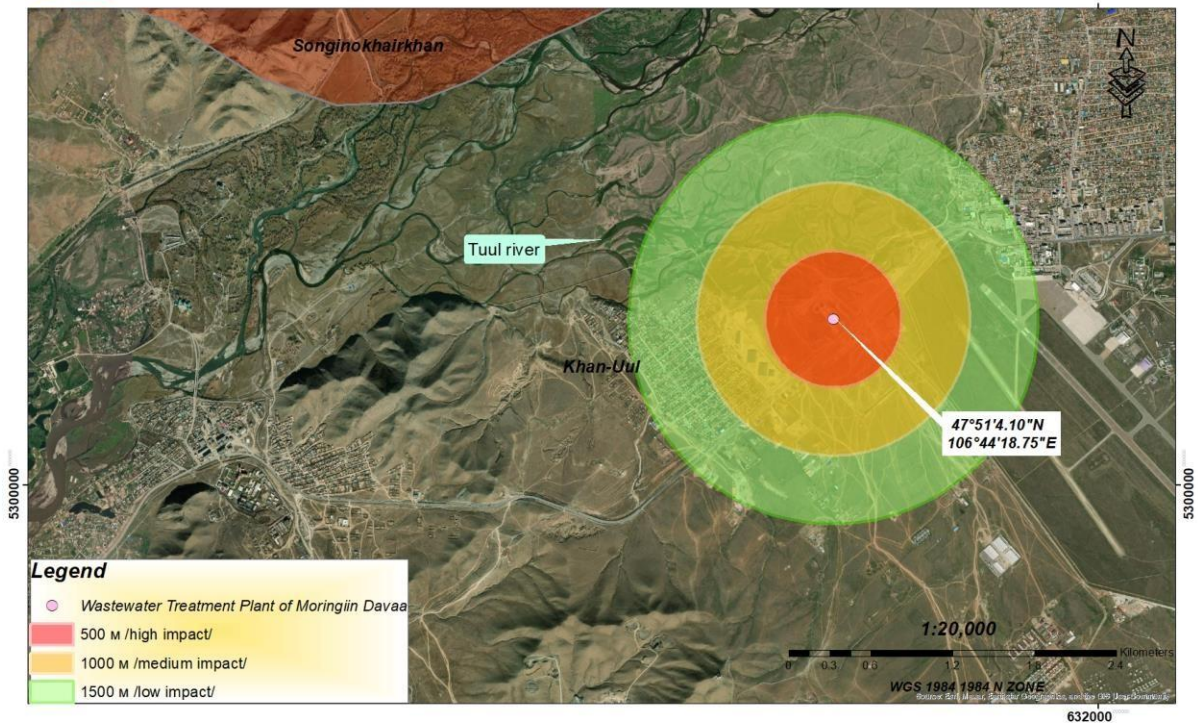 Songinokhairkhan
N
Tuul river
Khan-Uul
47°51'4.10"N
106°44'18.75"E
5300000
5300000
Legend
Wastewater Treatment Plant of Moringiin Davaa
500 м /high impact/
1000 м /medium impact/
1500 м /low impact/
1:20,000
Kilometers
0 0.3 0.6 1.2 1.8 2.4
WGS 1984 1984 N ZONE
632000